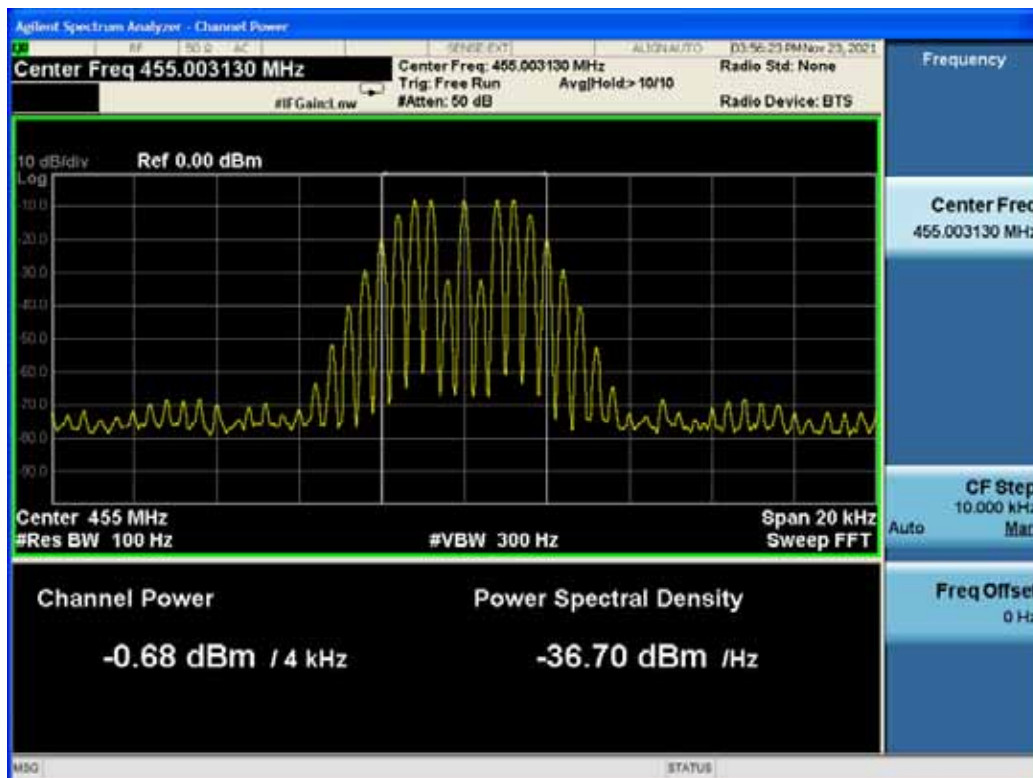 Agilent Spectrum Analyzer - Channel Power
RF 50 Ω AC SENSE:EXT ALIGNAUTO 03:56:23 PM Nov 23, 2021
Center Freq 455.003130 MHz
Center Freq: 455.003130 MHz
Radio Std: None
Trig: Free Run Avg|Hold:> 10/10
#IFGain:Low
#Atten: 50 dB
Radio Device: BTS
10 dB/div Ref 0.00 dBm
Log
-10.0
-20.0
-30.0
-40.0
-50.0
-60.0
-70.0
-80.0
-90.0
Center 455 MHz Span 20 kHz
#Res BW 100 Hz #VBW 300 Hz Sweep FFT
Channel Power Power Spectral Density
-0.68 dBm / 4 kHz -36.70 dBm /Hz
MSG STATUS
Frequency
Center Freq
455.003130 MHz
CF Step
10.000 kHz
Auto Man
Freq Offset
0 Hz